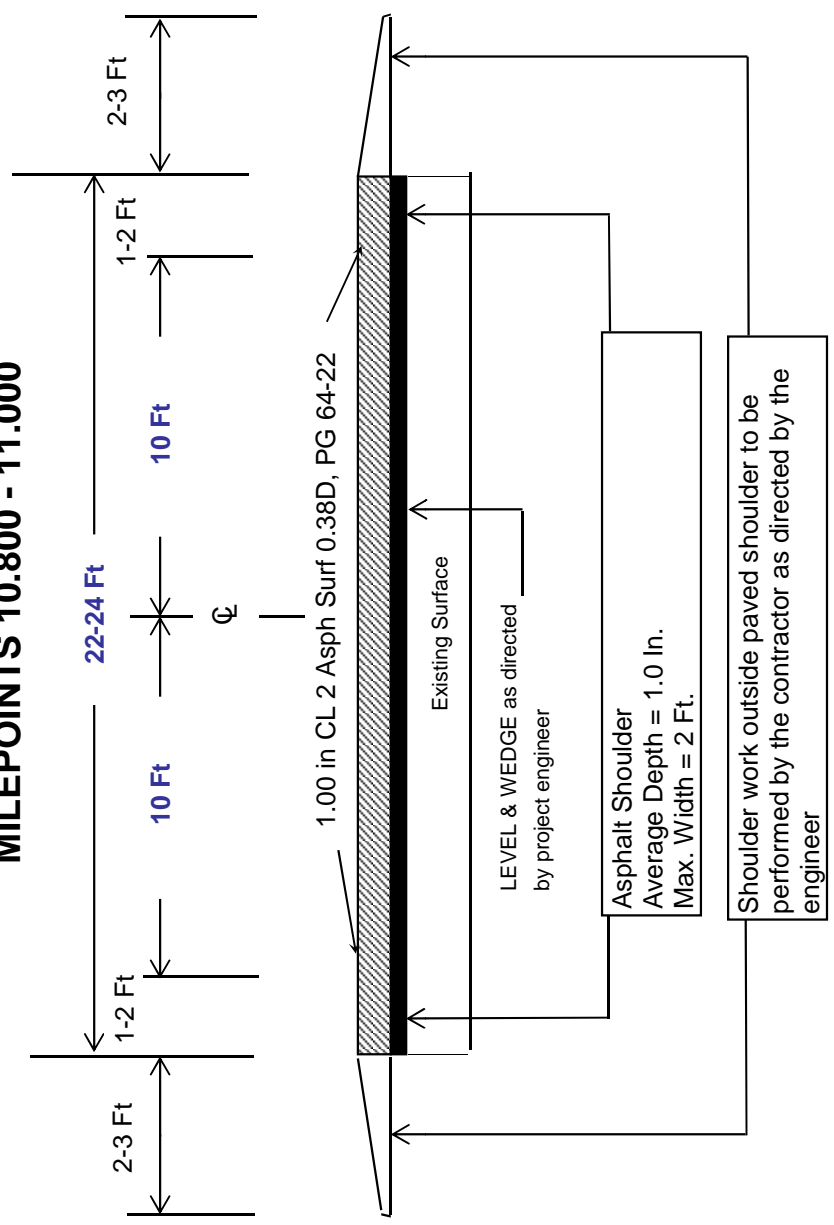 MILEPOINTS 10.800 - 11.000
22-24 Ft
2-3 Ft
1-2 Ft
10 Ft
10 Ft
1-2 Ft
2-3 Ft
℄
1.00 in CL 2 Asph Surf 0.38D, PG 64-22
Existing Surface
LEVEL & WEDGE as directed
by project engineer
Asphalt Shoulder
Average Depth = 1.0 In.
Max. Width = 2 Ft.
Shoulder work outside paved shoulder to be
performed by the contractor as directed by the
engineer